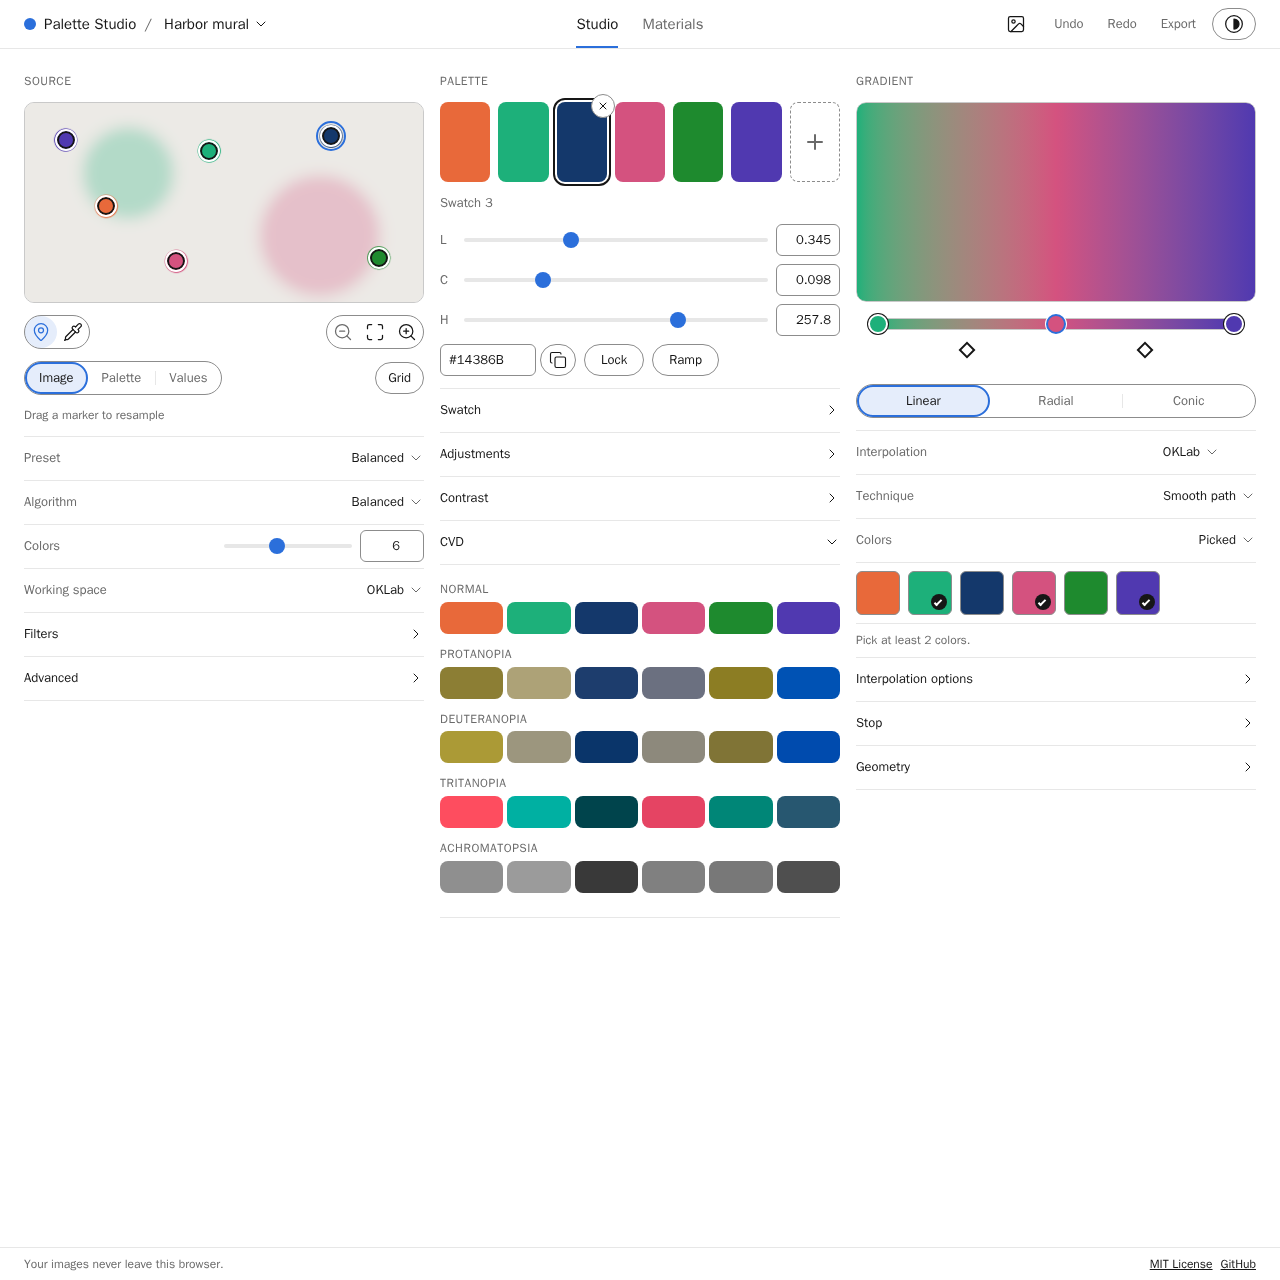 Palette Studio / Harbor mural
Studio Materials
Undo Redo Export
SOURCE
Image Palette Values Grid
Drag a marker to resample
Preset Balanced
Algorithm Balanced
Colors 6
Working space OKLab
Filters
Advanced
PALETTE
Swatch 3
L 0.345
C 0.098
H 257.8
#14386B Lock Ramp
Swatch
Adjustments
Contrast
CVD
NORMAL
PROTANOPIA
DEUTERANOPIA
TRITANOPIA
ACHROMATOPSIA
GRADIENT
Linear Radial Conic
Interpolation OKLab
Technique Smooth path
Colors Picked
Pick at least 2 colors.
Interpolation options
Stop
Geometry
Your images never leave this browser.
MIT License GitHub